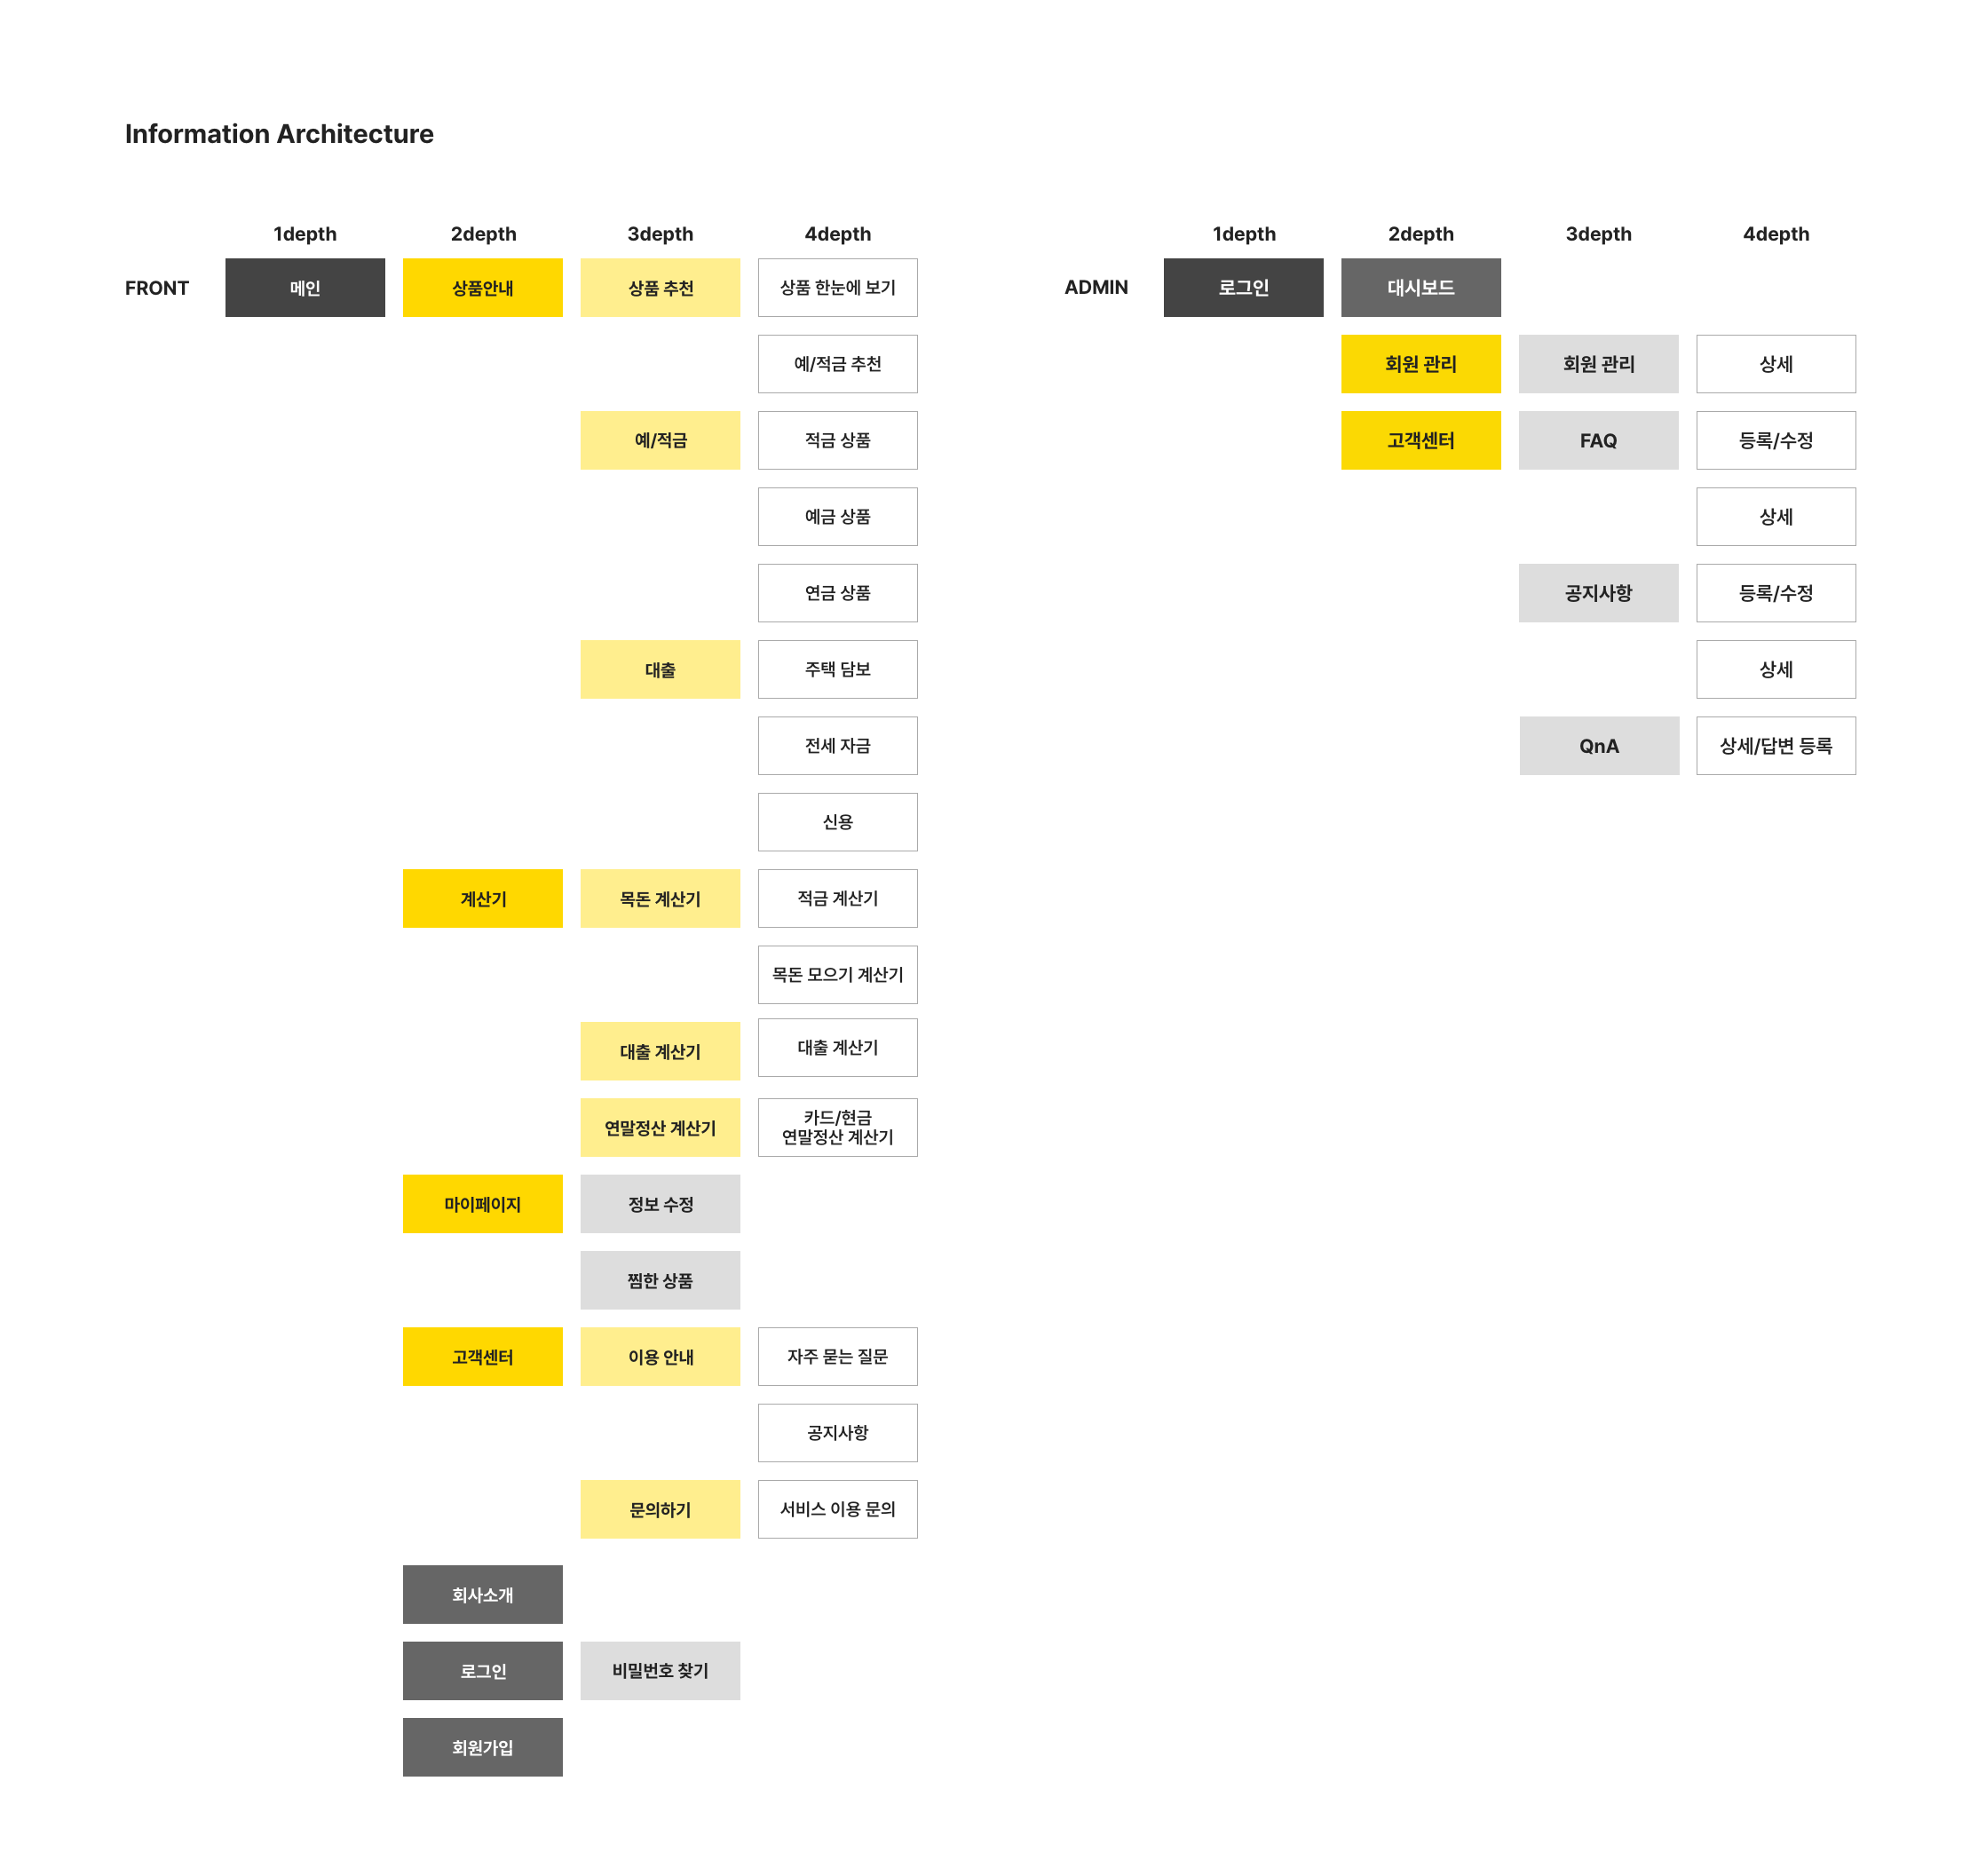 Information Architecture
1depth
2depth
3depth
4depth
FRONT
메인
상품안내
상품 추천
상품 한눈에 보기
예/적금 추천
예/적금
적금 상품
예금 상품
연금 상품
대출
주택 담보
전세 자금
신용
계산기
목돈 계산기
적금 계산기
목돈 모으기 계산기
대출 계산기
대출 계산기
연말정산 계산기
카드/현금
연말정산 계산기
마이페이지
정보 수정
찜한 상품
고객센터
이용 안내
자주 묻는 질문
공지사항
문의하기
서비스 이용 문의
회사소개
로그인
비밀번호 찾기
회원가입
1depth
2depth
3depth
4depth
ADMIN
로그인
대시보드
회원 관리
회원 관리
상세
고객센터
FAQ
등록/수정
상세
공지사항
등록/수정
상세
QnA
상세/답변 등록